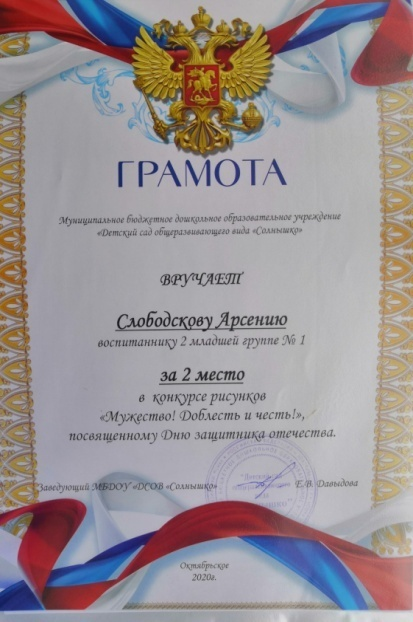 ГРАМОТА
Муниципальное бюджетное дошкольное образовательное учреждение
«Детский сад общеразвивающего вида «Солнышко»
ВРУЧАЕТ
Слободскову Арсению
воспитаннику 2 младшей группе № 1
за 2 место
в конкурсе рисунков
«Мужество! Доблесть и честь!»,
посвященному Дню защитника отечества.
Заведующий МБДОУ «ДСОВ «Солнышко» Е.В. Давыдова
Октябрьское
2020г.